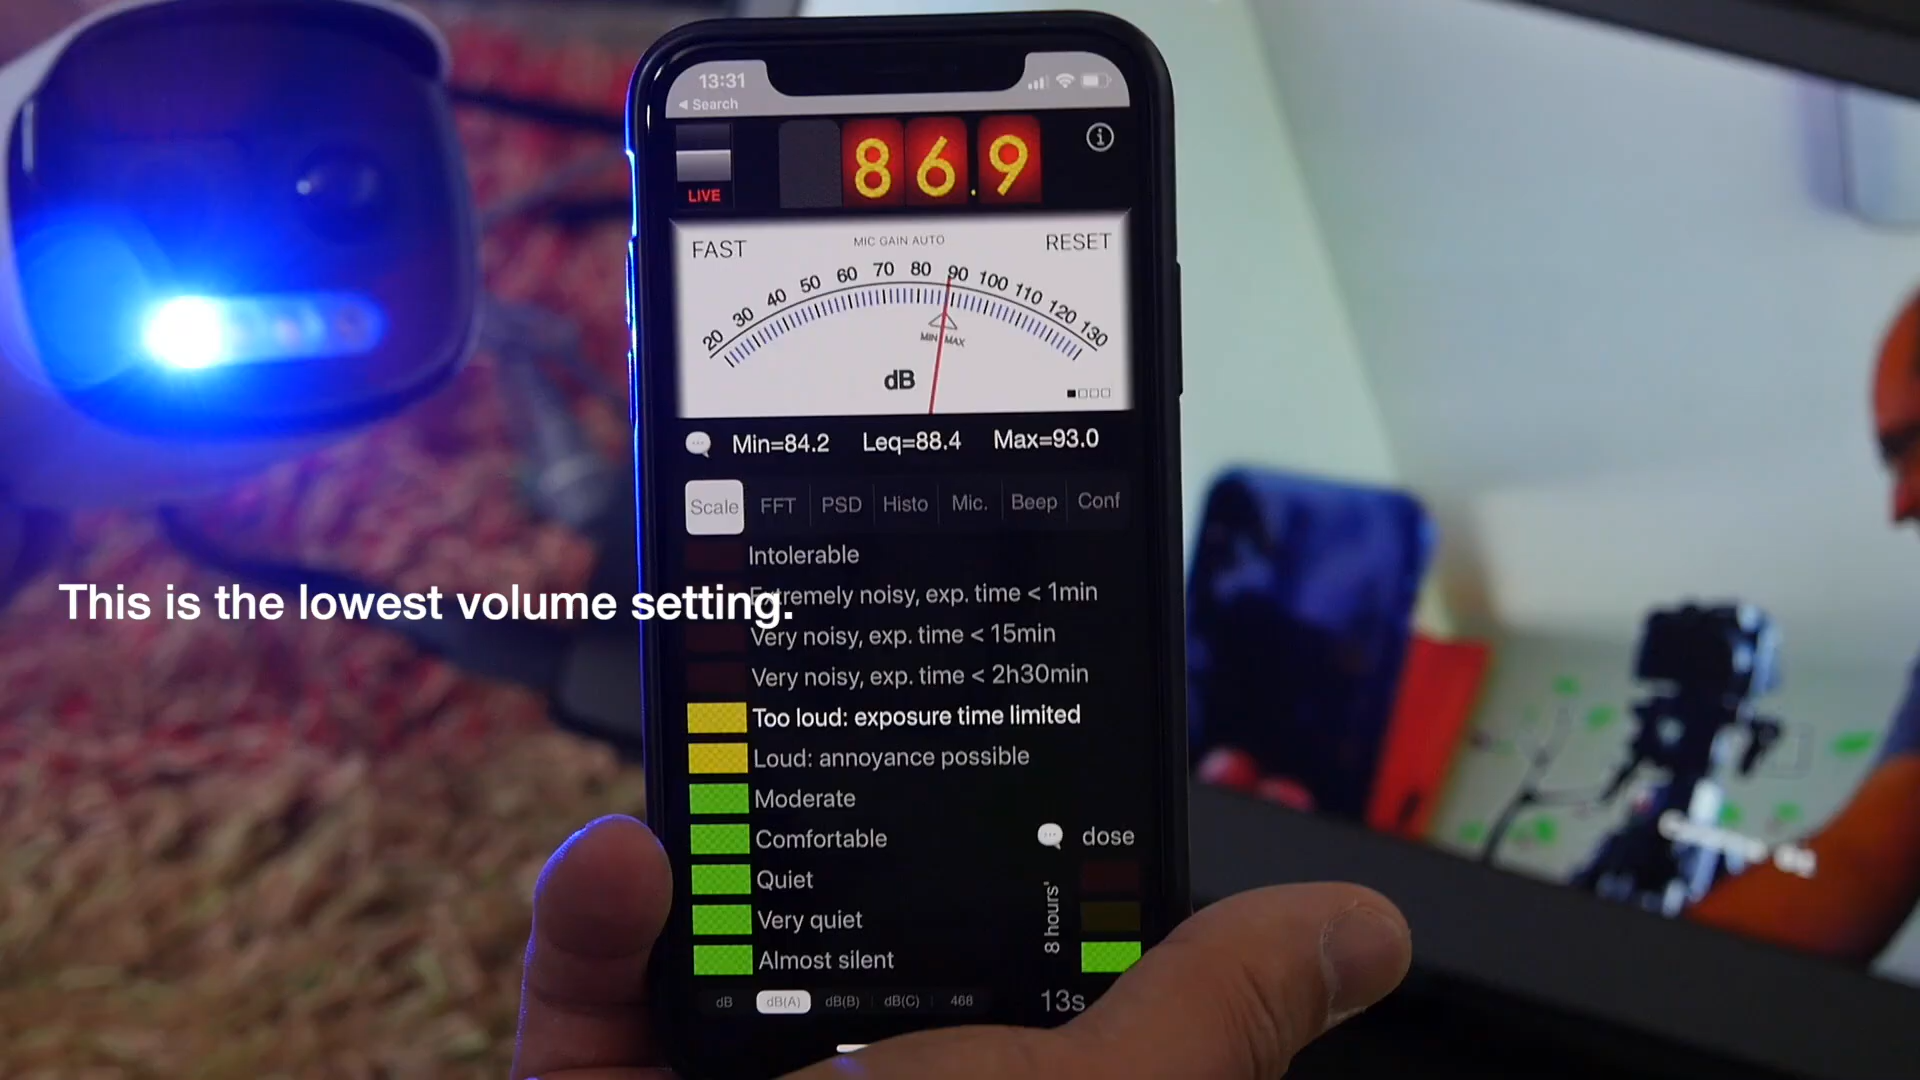 13:31
◀ Search
LIVE
86.9
FAST
MIC GAIN AUTO
RESET
20 30 40 50 60 70 80 90 100 110 120 130
MIN MAX
dB
Min=84.2 Leq=88.4 Max=93.0
Scale FFT PSD Histo Mic. Beep Conf
Intolerable
Extremely noisy, exp. time < 1min
This is the lowest volume setting.
Very noisy, exp. time < 15min
Very noisy, exp. time < 2h30min
Too loud: exposure time limited
Loud: annoyance possible
Moderate
Comfortable
dose
Quiet
8 hours'
Very quiet
Almost silent
dB dB(A) dB(B) dB(C) 468
13s